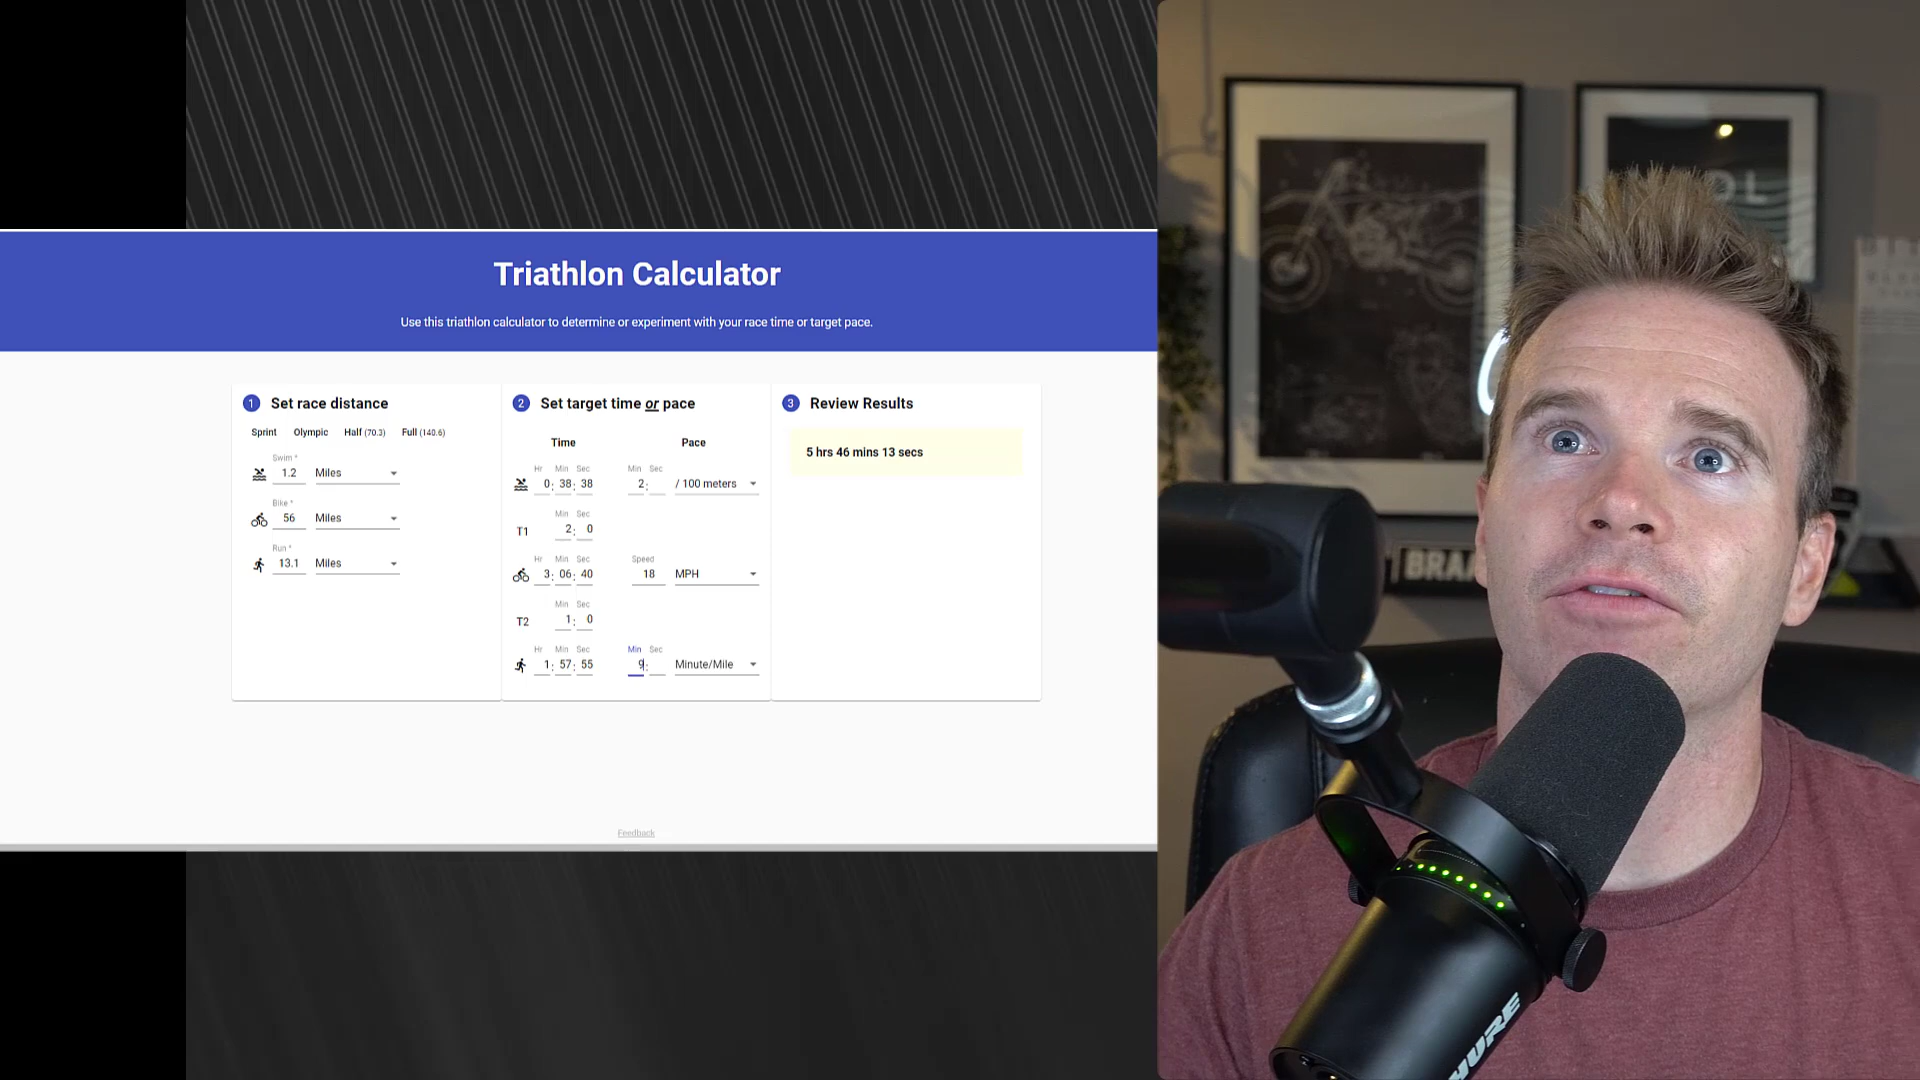 Triathlon Calculator
Use this triathlon calculator to determine or experiment with your race time or target pace.
1 Set race distance
Sprint Olympic Half (70.3) Full (140.6)
Swim *
1.2 Miles
Bike *
56 Miles
Run *
13.1 Miles
2 Set target time or pace
Time Pace
Hr Min Sec Min Sec
0: 38: 38 2: / 100 meters
Min Sec
T1 2: 0
Hr Min Sec Speed
3: 06: 40 18 MPH
Min Sec
T2 1: 0
Hr Min Sec Min Sec
1: 57: 55 9: Minute/Mile
3 Review Results
5 hrs 46 mins 13 secs
Feedback
DL
BRAA
SHURE